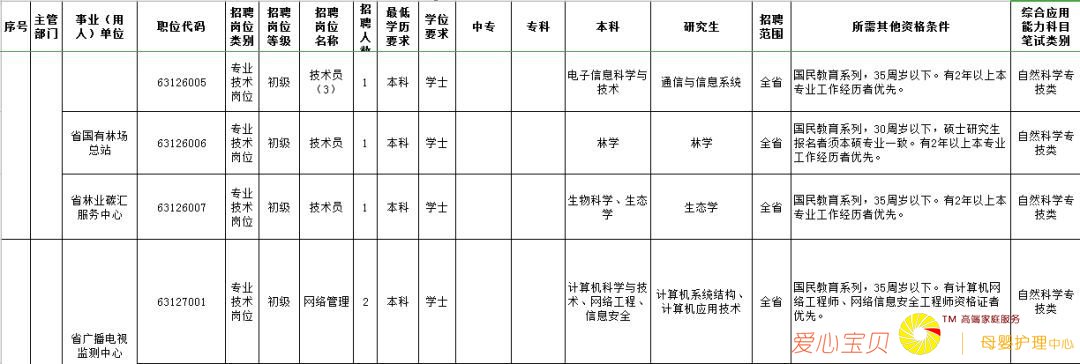 序号 主管部门 事业（用人）单位 职位代码 招聘岗位类别 招聘岗位等级 招聘岗位名称 招聘人数 最低学历要求 学位要求 中专 专科 本科 研究生 招聘范围 所需其他资格条件 综合应用能力科目笔试类别
63126005 专业技术岗位 初级 技术员（3） 1 本科 学士 电子信息科学与技术 通信与信息系统 全省 国民教育系列，35周岁以下。有2年以上本专业工作经历者优先。 自然科学专技类
省国有林场总站 63126006 专业技术岗位 初级 技术员 1 本科 学士 林学 林学 全省 国民教育系列，30周岁以下，硕士研究生报名者须本硕专业一致。有2年以上本专业工作经历者优先。 自然科学专技类
省林业碳汇服务中心 63126007 专业技术岗位 初级 技术员 1 本科 学士 生物科学、生态学 生态学 全省 国民教育系列，35周岁以下。有2年以上本专业工作经历者优先。 自然科学专技类
省广播电视监测中心 63127001 专业技术岗位 初级 网络管理 2 本科 学士 计算机科学与技术、网络工程、信息安全 计算机系统结构、计算机应用技术 全省 国民教育系列，35周岁以下。有计算机网络工程师、网络信息安全工程师资格证者优先。 自然科学专技类
爱心宝贝 TM 高端家庭服务
母婴护理中心